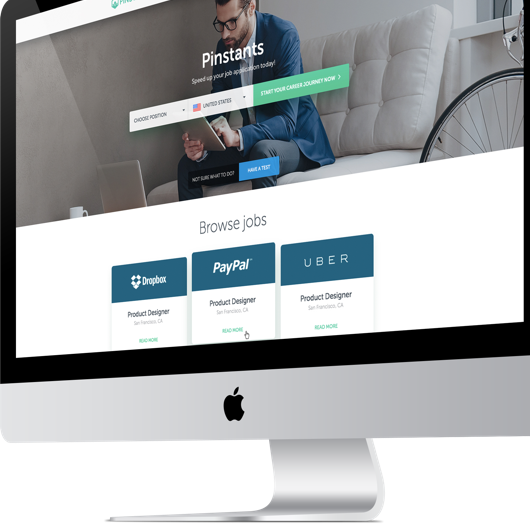 Pinstants
Speed up your job application today!
CHOOSE POSITION
UNITED STATES
START YOUR CAREER JOURNEY NOW
NOT SURE WHAT TO DO?
HAVE A TEST
Browse jobs
Dropbox
PayPal
UBER
Product Designer
San Francisco, CA
READ MORE
Product Designer
San Francisco, CA
READ MORE
Product Designer
San Francisco, CA
READ MORE